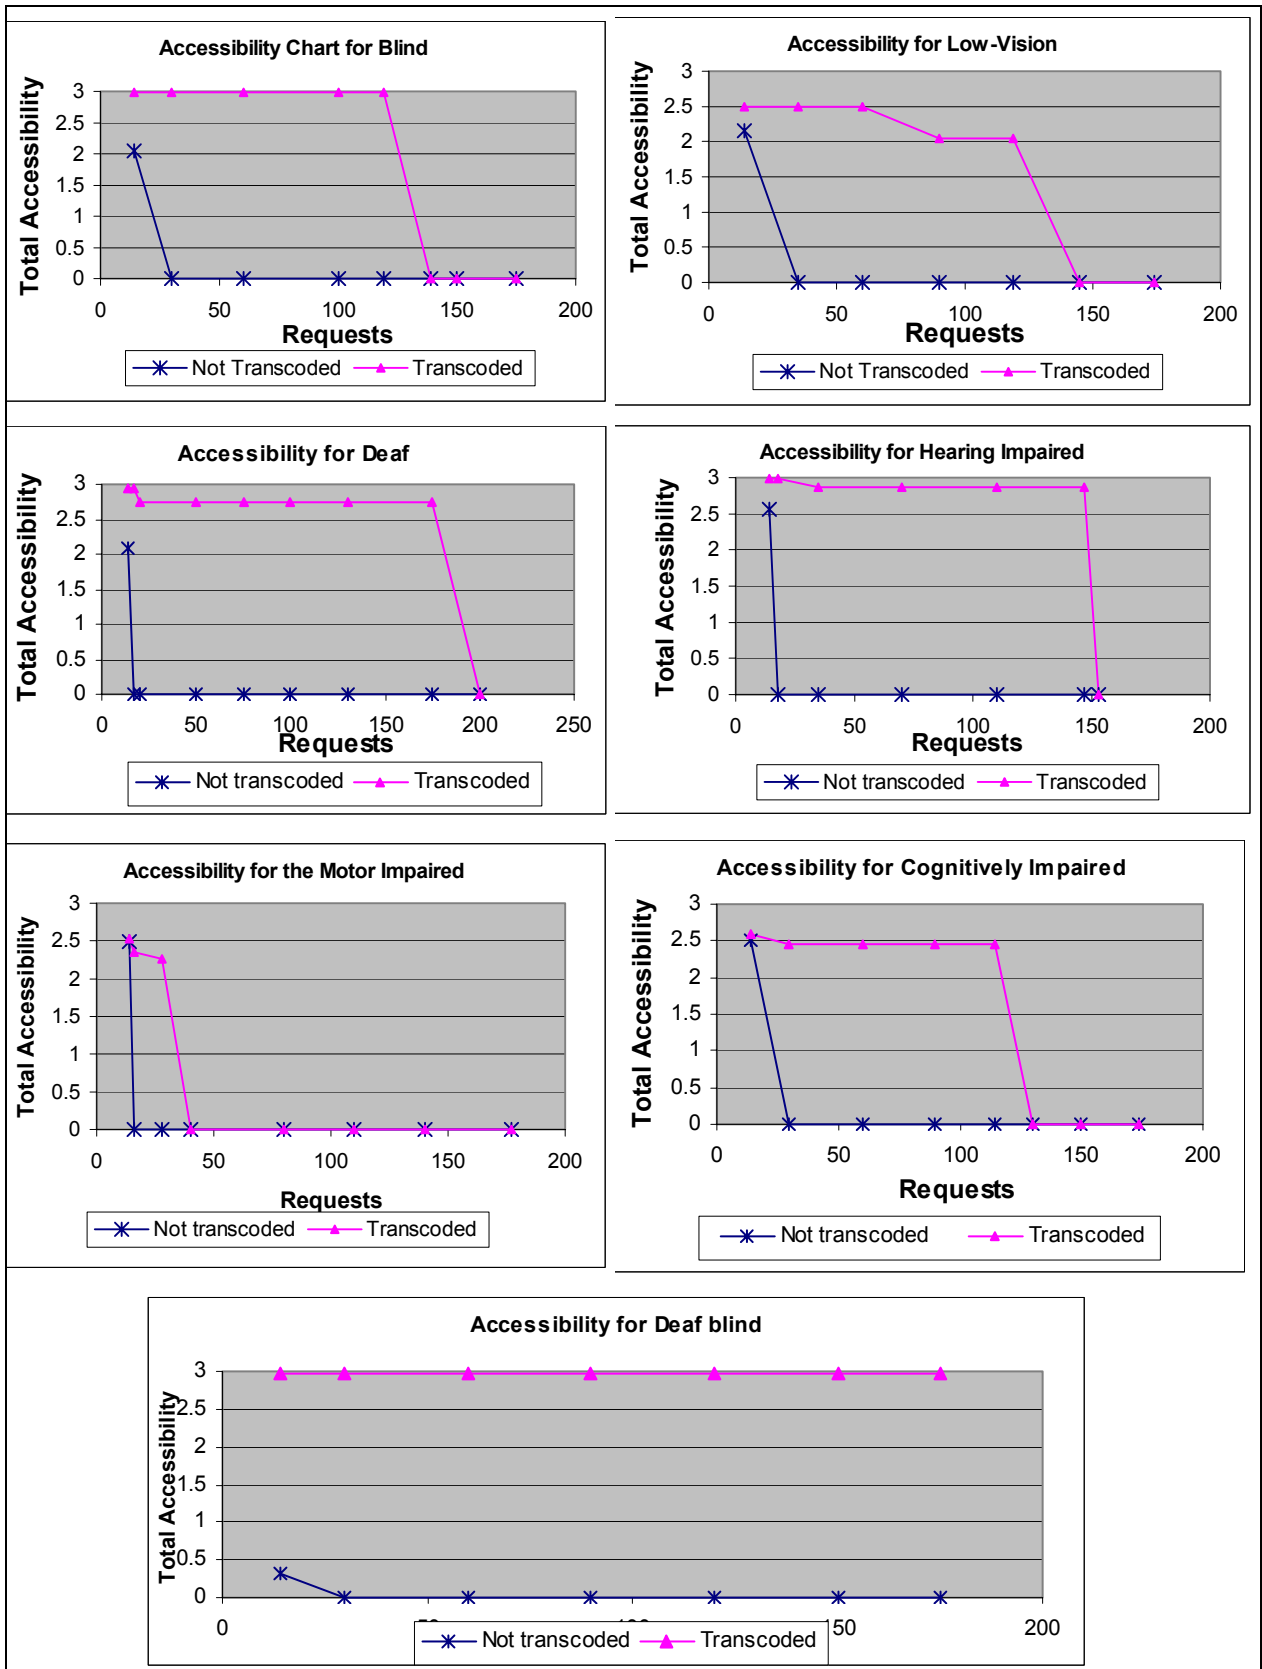 Accessibility Chart for Blind
Total Accessibility
3
2.5
2
1.5
1
0.5
0
0 50 100 150 200
Requests
Not Transcoded Transcoded
Accessibility for Low-Vision
Total Accessibility
3
2.5
2
1.5
1
0.5
0
0 50 100 150 200
Requests
Not Transcoded Transcoded
Accessibility for Deaf
Total Accessibility
3
2.5
2
1.5
1
0.5
0
0 50 100 150 200 250
Requests
Not transcoded Transcoded
Accessibility for Hearing Impaired
Total Accessibility
3
2.5
2
1.5
1
0.5
0
0 50 100 150 200
Requests
Not transcoded Transcoded
Accessibility for the Motor Impaired
Total Accessibility
3
2.5
2
1.5
1
0.5
0
0 50 100 150 200
Requests
Not transcoded Transcoded
Accessibility for Cognitively Impaired
Total Accessibility
3
2.5
2
1.5
1
0.5
0
0 50 100 150 200
Requests
Not transcoded Transcoded
Accessibility for Deaf blind
Total Accessibility
3
2.5
2
1.5
1
0.5
0
0 200
Not transcoded Transcoded